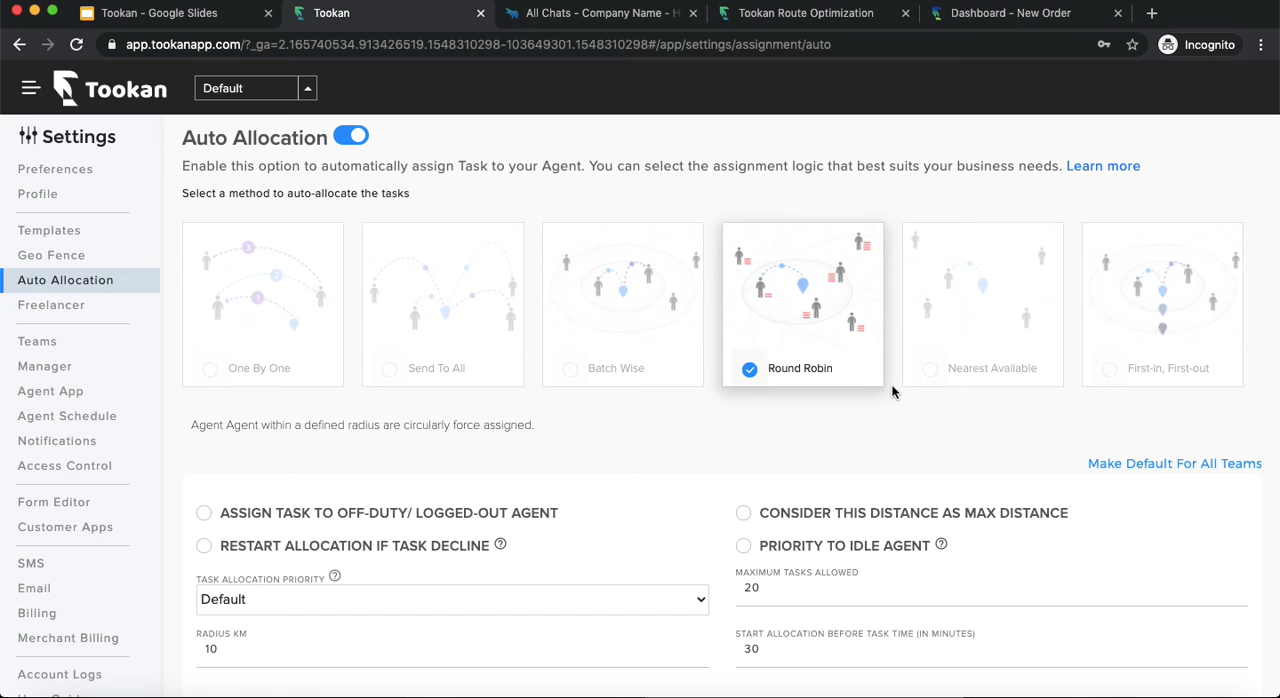 Tookan - Google Slides
Tookan
All Chats - Company Name - H
Tookan Route Optimization
Dashboard - New Order
app.tookanapp.com/?_ga=2.165740534.913426519.1548310298-103649301.1548310298#/app/settings/assignment/auto
Incognito
Tookan
Default
Settings
Preferences
Profile
Templates
Geo Fence
Auto Allocation
Freelancer
Teams
Manager
Agent App
Agent Schedule
Notifications
Access Control
Form Editor
Customer Apps
SMS
Email
Billing
Merchant Billing
Account Logs
Auto Allocation
Enable this option to automatically assign Task to your Agent. You can select the assignment logic that best suits your business needs. Learn more
Select a method to auto-allocate the tasks
3
2
1
One By One
Send To All
Batch Wise
Round Robin
Nearest Available
First-in, First-out
Agent Agent within a defined radius are circularly force assigned.
Make Default For All Teams
ASSIGN TASK TO OFF-DUTY/ LOGGED-OUT AGENT
CONSIDER THIS DISTANCE AS MAX DISTANCE
RESTART ALLOCATION IF TASK DECLINE ?
PRIORITY TO IDLE AGENT ?
TASK ALLOCATION PRIORITY ?
Default
MAXIMUM TASKS ALLOWED
20
RADIUS KM
10
START ALLOCATION BEFORE TASK TIME (IN MINUTES)
30